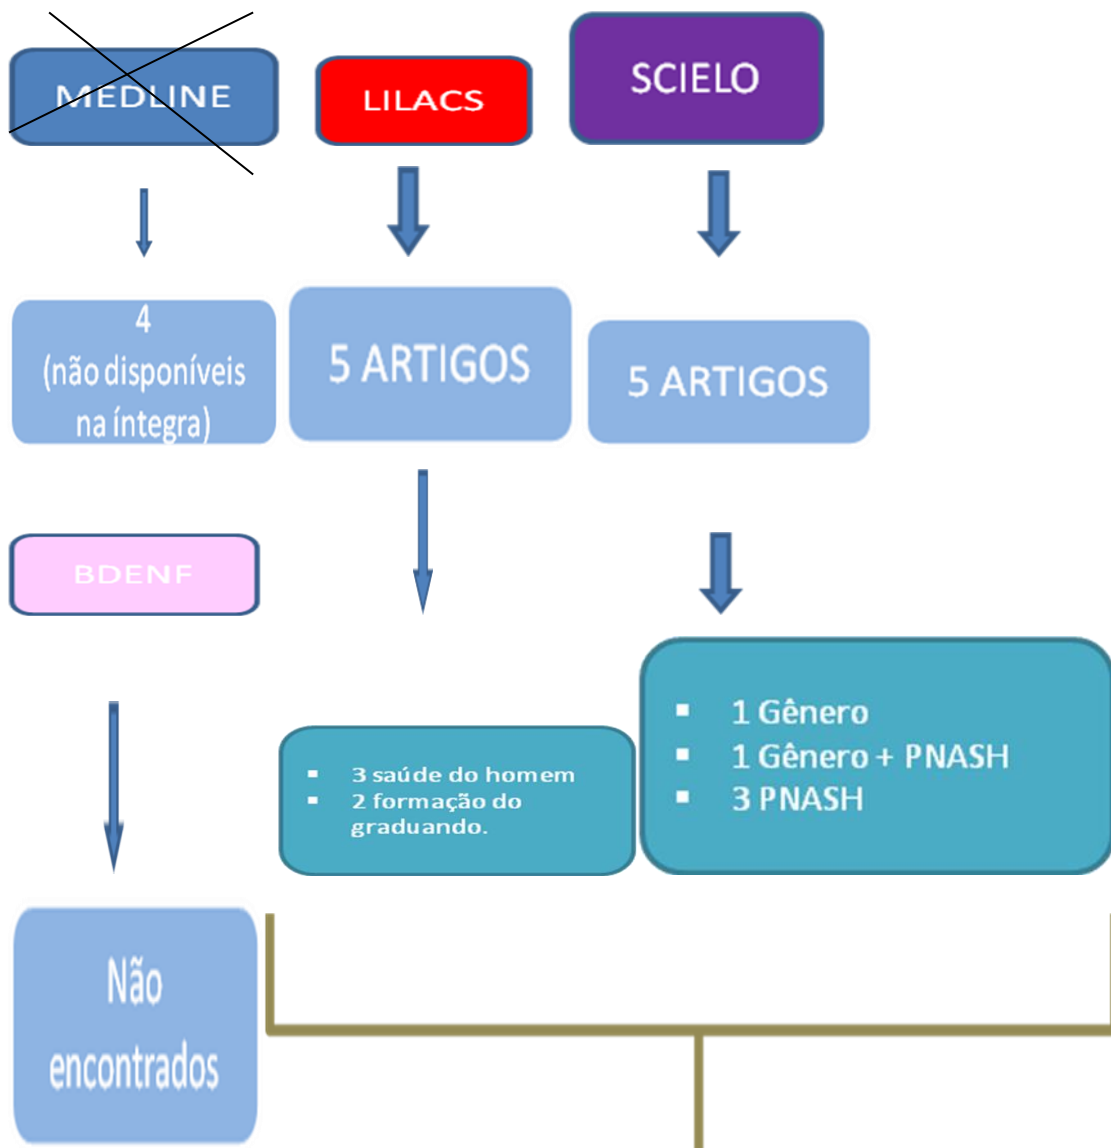 MEDLINE
LILACS
SCIELO
4
(não disponíveis
na íntegra)
5 ARTIGOS
5 ARTIGOS
BDENF
▪ 3 saúde do homem
▪ 2 formação do
graduando.
▪ 1 Gênero
▪ 1 Gênero + PNASH
▪ 3 PNASH
Não
encontrados